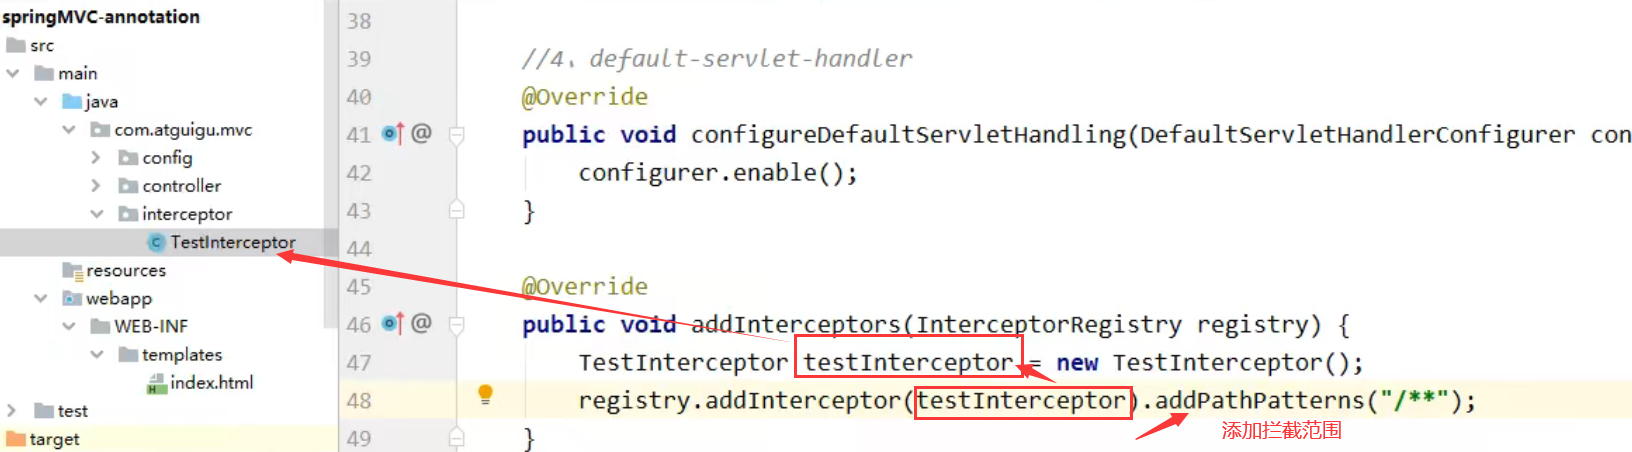 springMVC-annotation
src
main
java
com.atguigu.mvc
config
controller
interceptor
TestInterceptor
resources
webapp
WEB-INF
templates
index.html
test
target
38
39 //4、default-servlet-handler
40 @Override
41 @ public void configureDefaultServletHandling(DefaultServletHandlerConfigurer con
42 configurer.enable();
43 }
44
45 @Override
46 @ public void addInterceptors(InterceptorRegistry registry) {
47 TestInterceptor testInterceptor = new TestInterceptor();
48 registry.addInterceptor(testInterceptor).addPathPatterns("/**");
49 }
添加拦截范围